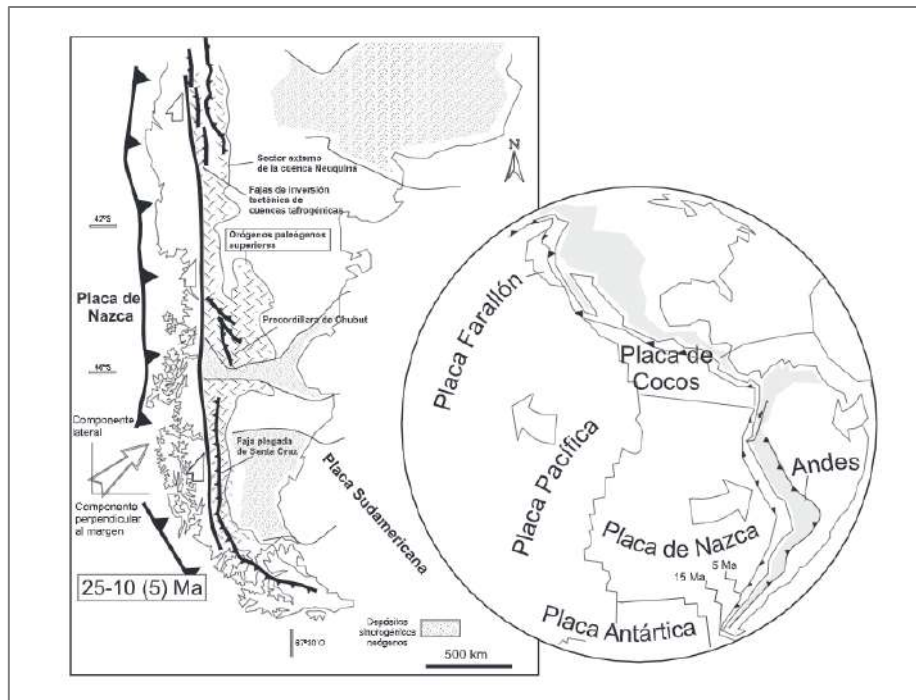 Sector externo
de la cuenca Neuquina
N
Fajas de inversión
tectónica de
cuencas tafrogénicas
42°S
Orógenos paleógenos
superiores
Placa de
Nazca
Precordillera de Chubut
46°S
Componente
lateral
Faja plegada
de Santa Cruz
Componente
perpendicular
al margen
Placa Sudamericana
25-10 (5) Ma
Depósitos
sinorogénicos
neógenos
500 km
Placa Farallón
Placa de
Cocos
Placa Pacífica
Andes
Placa de Nazca
5 Ma
15 Ma
Placa Antártica